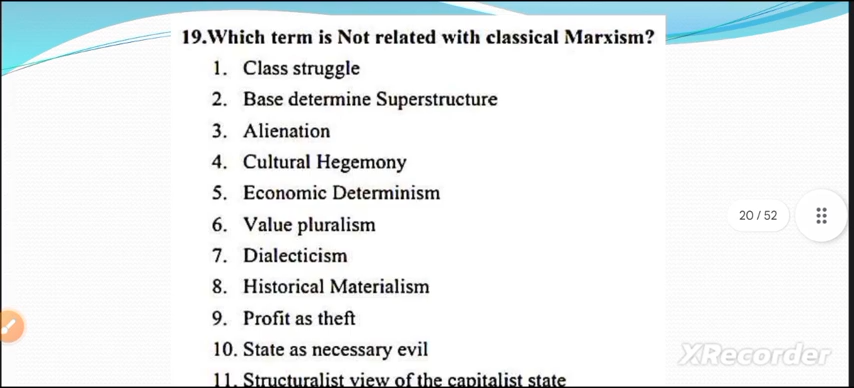 19.Which term is Not related with classical Marxism?
1. Class struggle
2. Base determine Superstructure
3. Alienation
4. Cultural Hegemony
5. Economic Determinism
6. Value pluralism
7. Dialecticism
8. Historical Materialism
9. Profit as theft
10. State as necessary evil
11. Structuralist view of the capitalist state
20 / 52
XRecorder